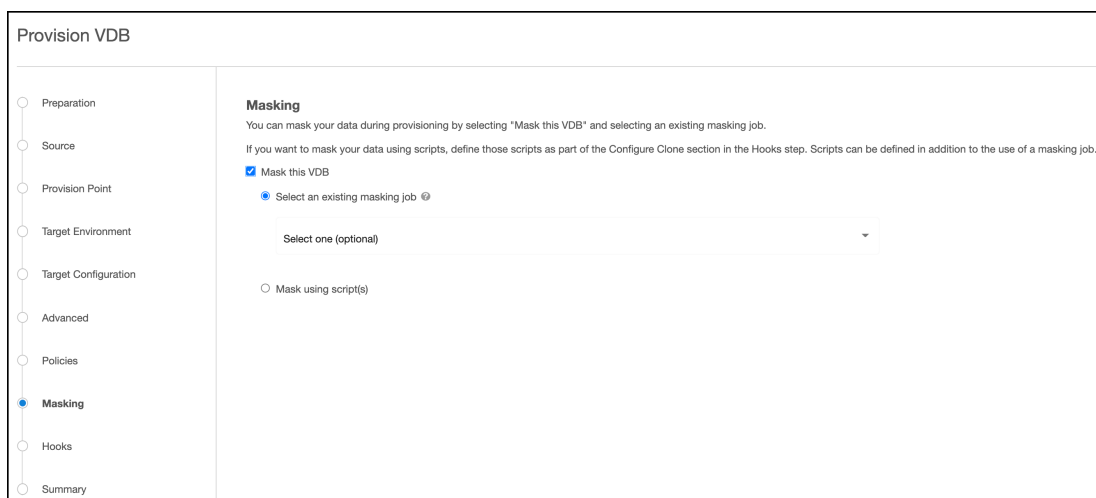 Provision VDB
Preparation
Source
Provision Point
Target Environment
Target Configuration
Advanced
Policies
Masking
Hooks
Summary
Masking
You can mask your data during provisioning by selecting "Mask this VDB" and selecting an existing masking job.
If you want to mask your data using scripts, define those scripts as part of the Configure Clone section in the Hooks step. Scripts can be defined in addition to the use of a masking job.
Mask this VDB
Select an existing masking job
Select one (optional)
Mask using script(s)